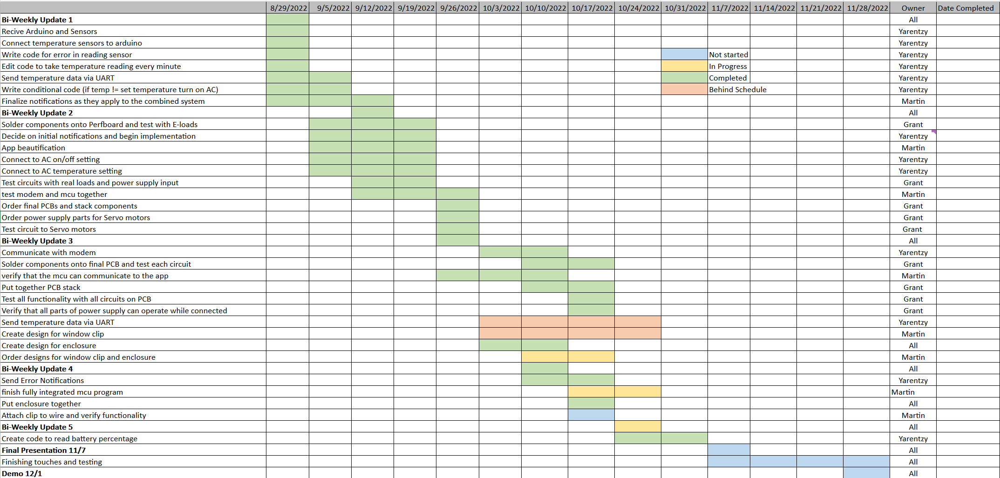 8/29/2022 9/5/2022 9/12/2022 9/19/2022 9/26/2022 10/3/2022 10/10/2022 10/17/2022 10/24/2022 10/31/2022 11/7/2022 11/14/2022 11/21/2022 11/28/2022 Owner Date Completed
Bi-Weekly Update 1 All
Recive Arduino and Sensors Yarentzy
Connect temperature sensors to arduino Yarentzy
Write code for error in reading sensor Not started Yarentzy
Edit code to take temperature reading every minute In Progress Yarentzy
Send temperature data via UART Completed Yarentzy
Write conditional code (if temp != set temperature turn on AC) Behind Schedule Yarentzy
Finalize notifications as they apply to the combined system Martin
Bi-Weekly Update 2 All
Solder components onto Perfboard and test with E-loads Grant
Decide on initial notifications and begin implementation Yarentzy
App beautification Martin
Connect to AC on/off setting Yarentzy
Connect to AC temperature setting Yarentzy
Test circuits with real loads and power supply input Grant
test modem and mcu together Martin
Order final PCBs and stack components Grant
Order power supply parts for Servo motors Grant
Test circuit to Servo motors Grant
Bi-Weekly Update 3 All
Communicate with modem Yarentzy
Solder components onto final PCB and test each circuit Grant
verify that the mcu can communicate to the app Martin
Put together PCB stack Grant
Test all functionality with all circuits on PCB Grant
Verify that all parts of power supply can operate while connected Grant
Send temperature data via UART Yarentzy
Create design for window clip Martin
Create design for enclosure All
Order designs for window clip and enclosure Martin
Bi-Weekly Update 4 All
Send Error Notifications Yarentzy
finish fully integrated mcu program Martin
Put enclosure together All
Attach clip to wire and verify functionality Martin
Bi-Weekly Update 5 All
Create code to read battery percentage Yarentzy
Final Presentation 11/7 All
Finishing touches and testing All
Demo 12/1 All